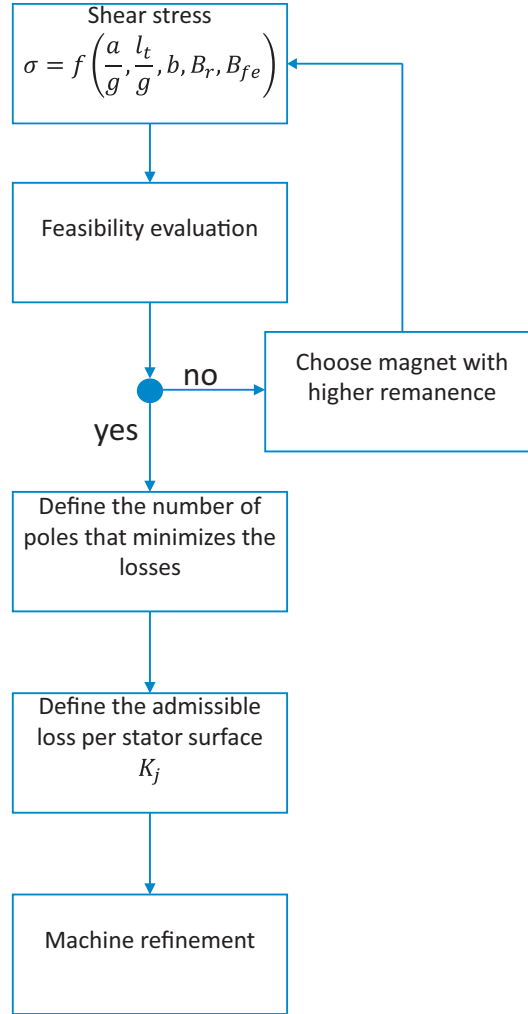 Shear stress
σ = f(a/g, l_t/g, b, B_r, B_fe)
Feasibility evaluation
no
Choose magnet with
higher remanence
yes
Define the number of
poles that minimizes the
losses
Define the admissible
loss per stator surface
K_j
Machine refinement